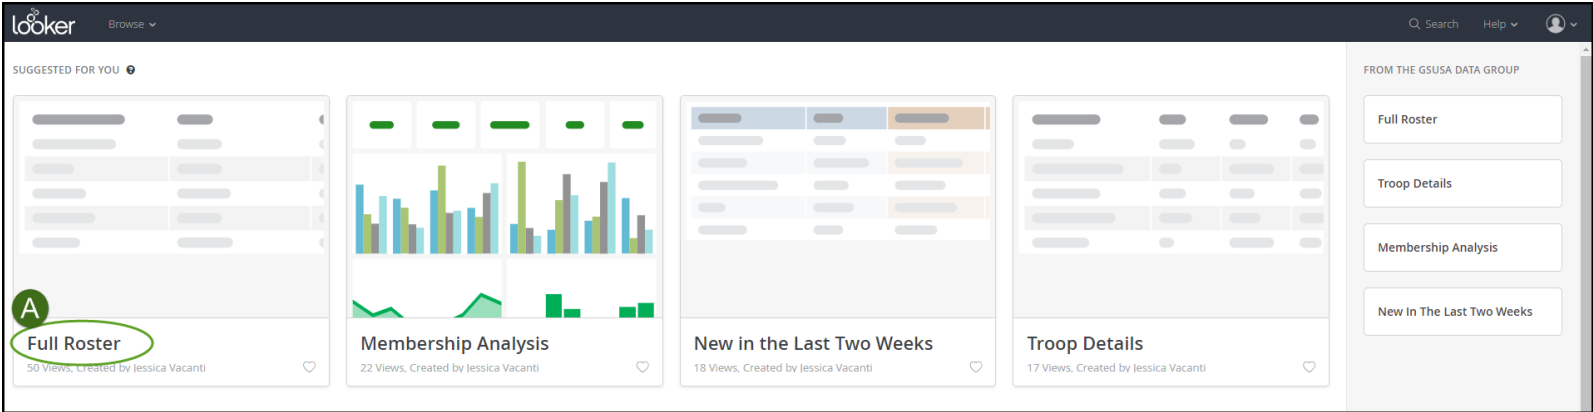 looker
Browse
Search
Help
SUGGESTED FOR YOU ?
A
Full Roster
50 Views, Created by Jessica Vacanti
Membership Analysis
22 Views, Created by Jessica Vacanti
New in the Last Two Weeks
18 Views, Created by Jessica Vacanti
Troop Details
17 Views, Created by Jessica Vacanti
FROM THE GSUSA DATA GROUP
Full Roster
Troop Details
Membership Analysis
New In The Last Two Weeks